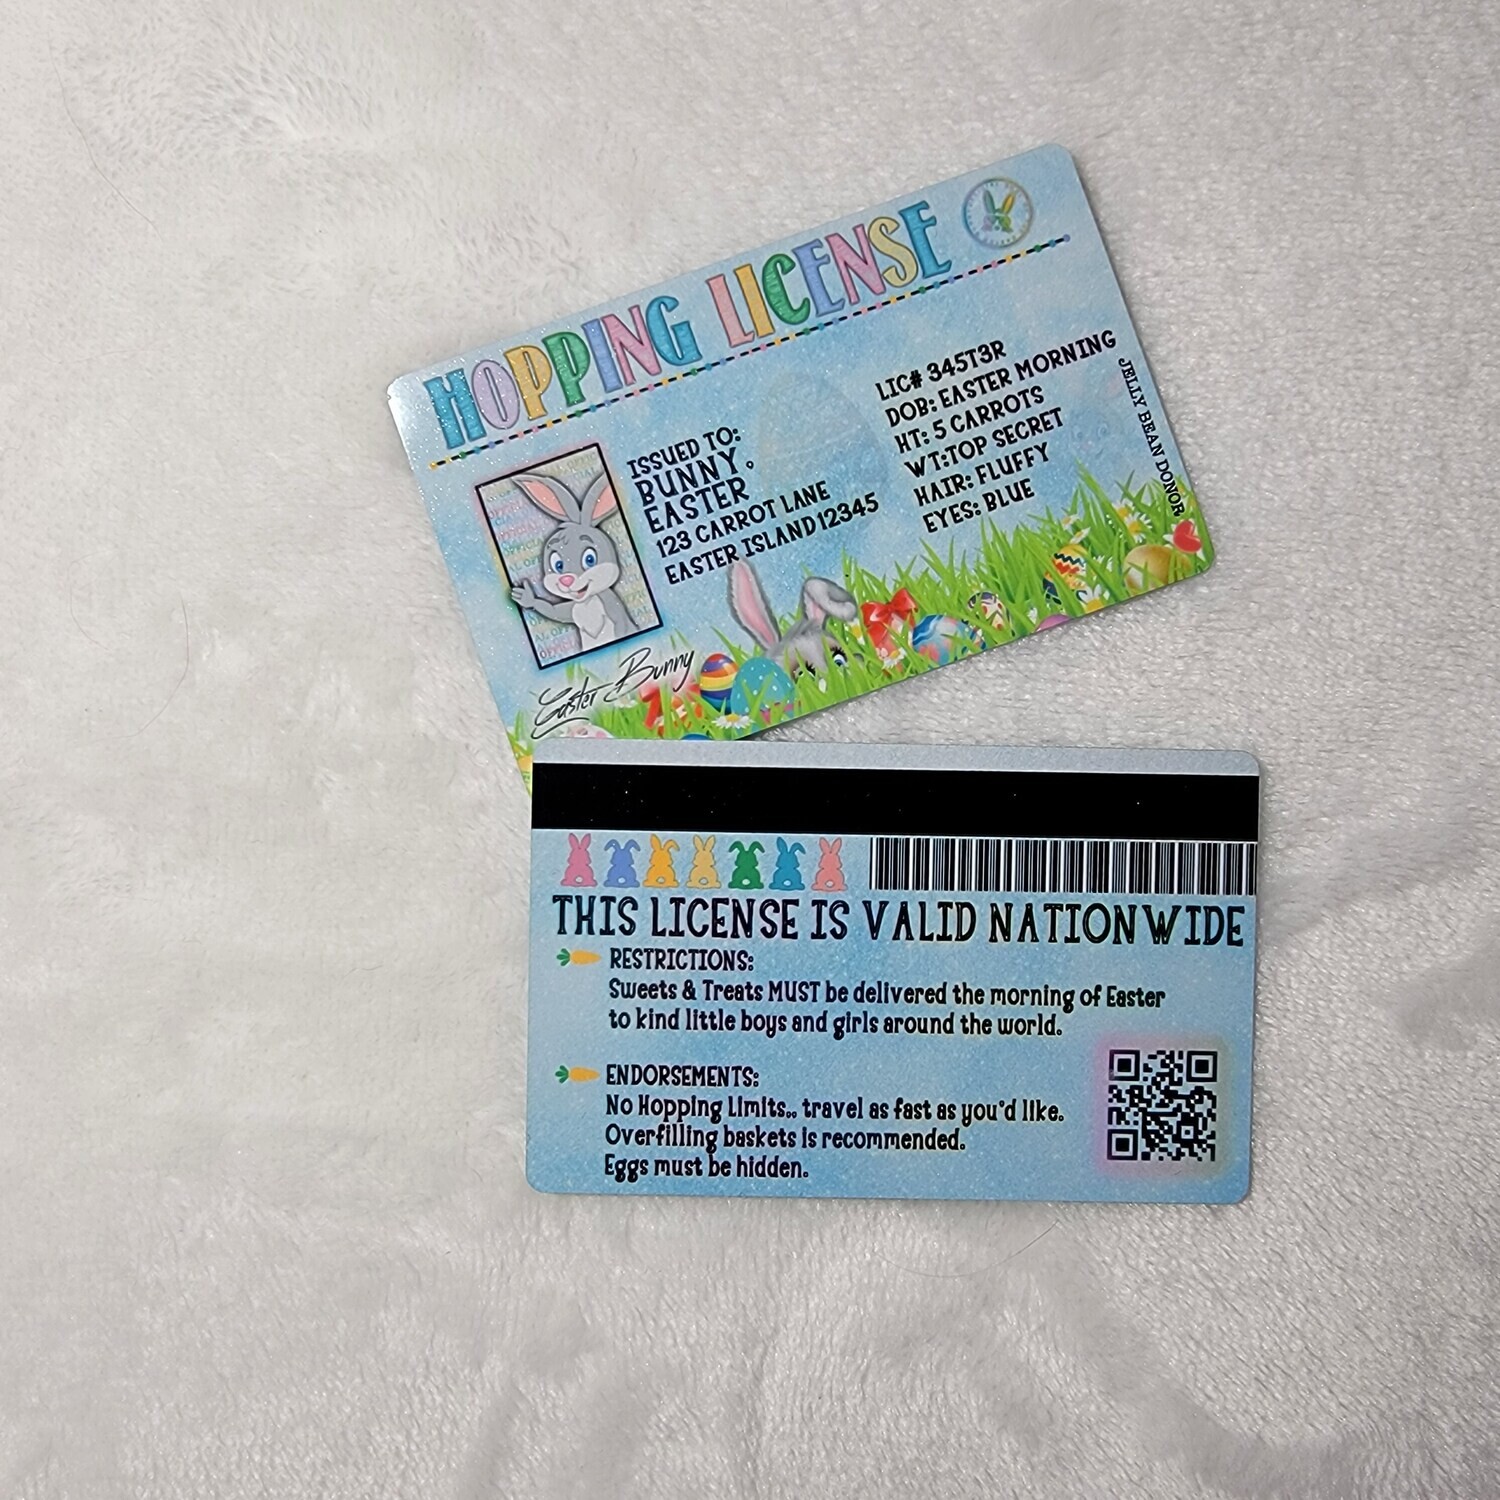 HOPPING LICENSE
ISSUED TO:
BUNNY,
EASTER
123 CARROT LANE
EASTER ISLAND 12345
LIC# 345T3R
DOB: EASTER MORNING
HT: 5 CARROTS
WT:TOP SECRET
HAIR: FLUFFY
EYES: BLUE
JELLY BEAN DONOR
Easter Bunny
THIS LICENSE IS VALID NATIONWIDE
RESTRICTIONS:
Sweets & Treats MUST be delivered the morning of Easter
to kind little boys and girls around the world.
ENDORSEMENTS:
No Hopping Limits.. travel as fast as you'd like.
Overfilling baskets is recommended.
Eggs must be hidden.